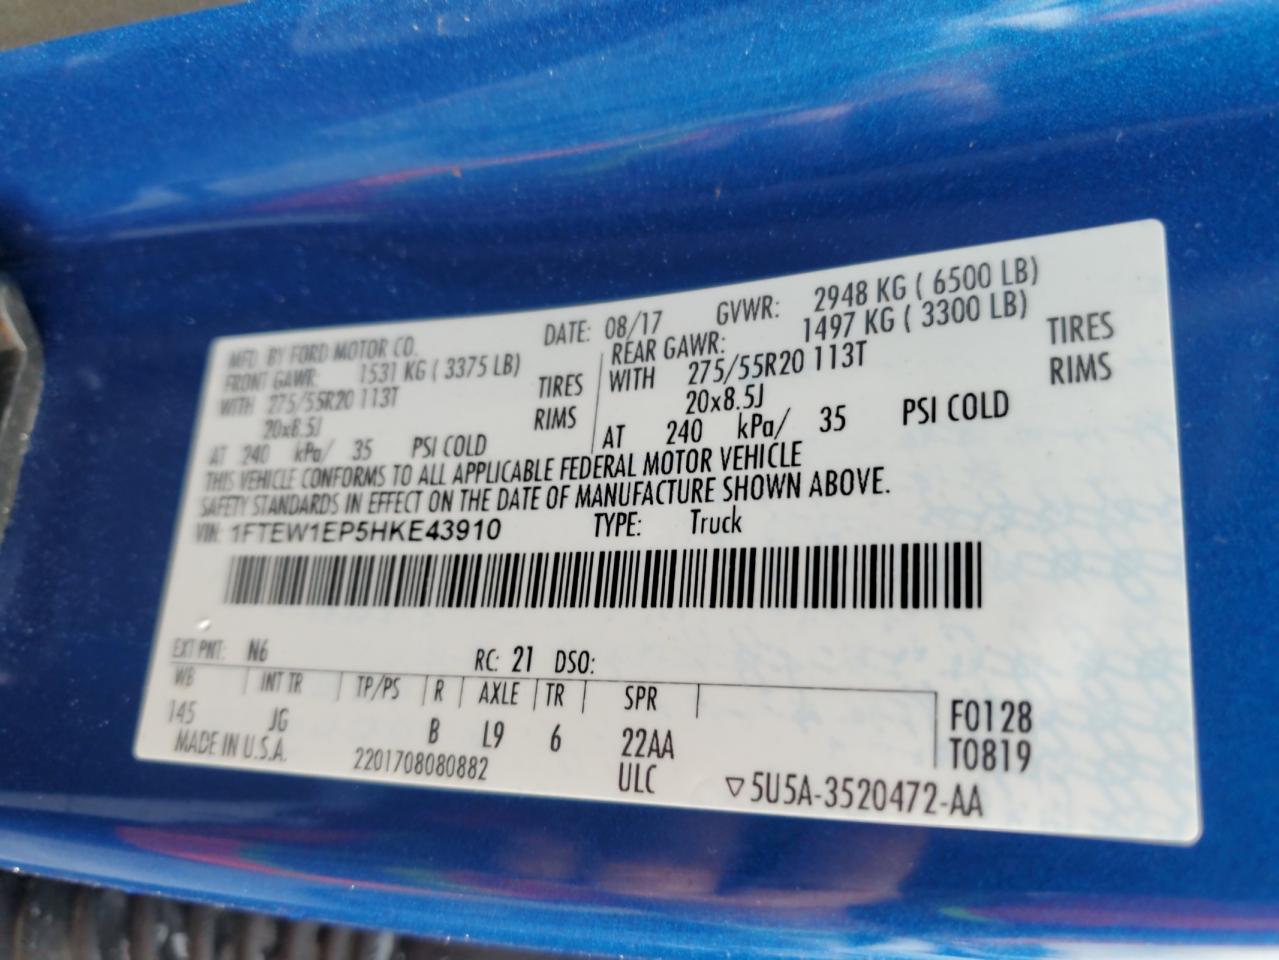 MFD. BY FORD MOTOR CO.
DATE: 08/17 GVWR: 2948 KG ( 6500 LB)
FRONT GAWR: 1531 KG ( 3375 LB)
WITH 275/55R20 113T TIRES
20x8.5J RIMS
AT 240 kPa/ 35 PSI COLD
REAR GAWR: 1497 KG ( 3300 LB)
WITH 275/55R20 113T TIRES
20x8.5J RIMS
AT 240 kPa/ 35 PSI COLD
THIS VEHICLE CONFORMS TO ALL APPLICABLE FEDERAL MOTOR VEHICLE
SAFETY STANDARDS IN EFFECT ON THE DATE OF MANUFACTURE SHOWN ABOVE.
VIN: 1FTEW1EP5HKE43910 TYPE: Truck
EXT PNT: N6 RC: 21 DSO:
WB INT TR TP/PS R AXLE TR SPR
145 JG B L9 6 22AA
F0128
T0819
MADE IN U.S.A. 2201708080882 ULC ▽5U5A-3520472-AA